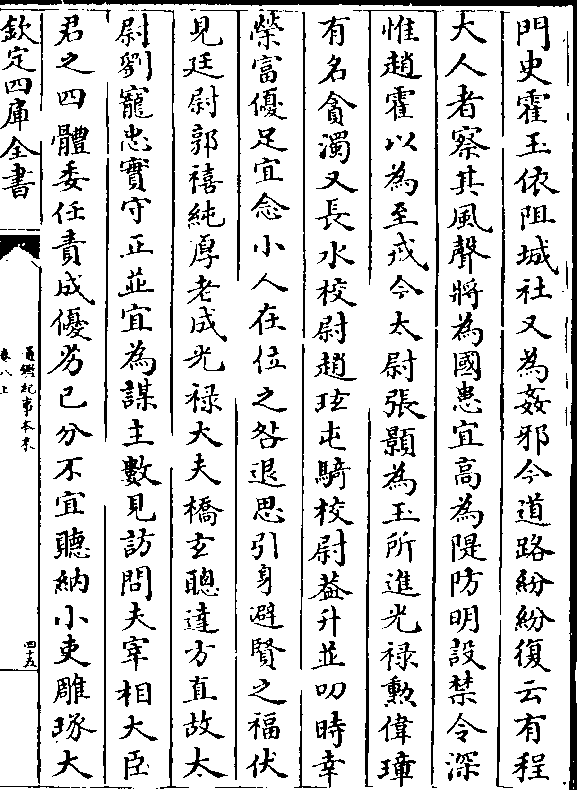 門史霍玉依阻城社又為姦邪今道路紛紛復云有程
大人者察其風聲將為國患宜高為隄防明設禁令深
惟趙霍以為至戒今太尉張顥為玉所進光祿勲偉璋
有名貪濁又長水校尉趙玹屯騎校尉葢升並叨時幸
榮富優足宜念小人在位之咎退思引身避賢之福伏
見廷尉郭禧純厚老成光祿大夫橋玄聰達方直故太
尉劉寵忠實守正並宜為謀主數見訪問夫宰相大臣
君之四體委任責成優劣已分不宜聽納小吏雕琢大
欽定四庫全書
通鑑紀事本末
卷八上
四十五